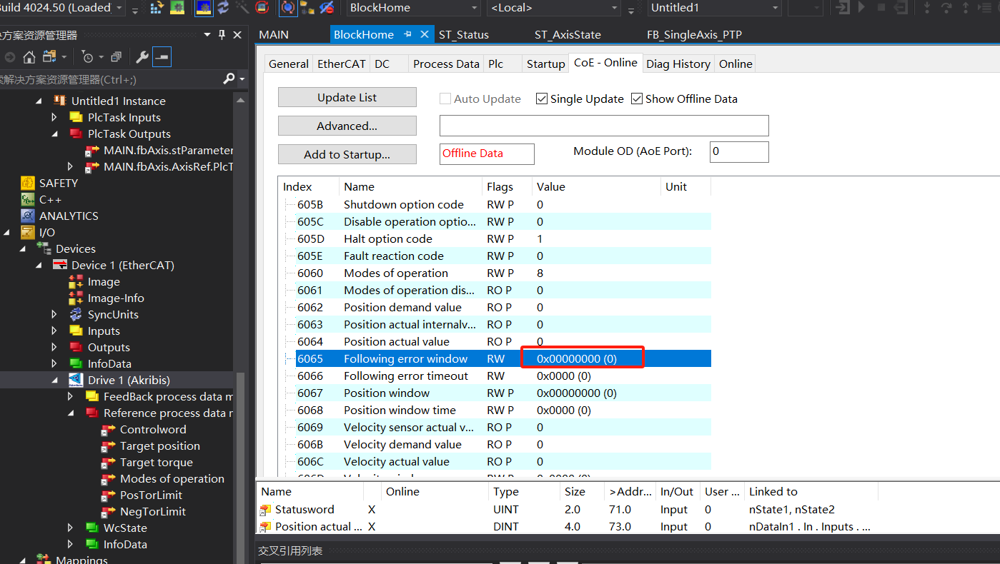 Build 4024.50 (Loaded) BlockHome <Local> Untitled1
决方案资源管理器
MAIN BlockHome ST_Status ST_AxisState FB_SingleAxis_PTP
General EtherCAT DC Process Data Plc Startup CoE - Online Diag History Online
索解决方案资源管理器(Ctrl+;)
Update List Auto Update Single Update Show Offline Data
Advanced...
Add to Startup... Offline Data Module OD (AoE Port): 0
Untitled1 Instance
PlcTask Inputs
PlcTask Outputs
MAIN.fbAxis.stParameter
MAIN.fbAxis.AxisRef.PlcT
SAFETY
C++
ANALYTICS
I/O
Devices
Device 1 (EtherCAT)
Image
Image-Info
SyncUnits
Inputs
Outputs
InfoData
Drive 1 (Akribis)
FeedBack process data m
Reference process data r
Controlword
Target position
Target torque
Modes of operation
PosTorLimit
NegTorLimit
WcState
InfoData
Mappings
Index Name Flags Value Unit
605B Shutdown option code RW P 0
605C Disable operation optio... RW P 0
605D Halt option code RW P 1
605E Fault reaction code RW P 0
6060 Modes of operation RW P 8
6061 Modes of operation dis... RO P 0
6062 Position demand value RO P 0
6063 Position actual internalv... RO P 0
6064 Position actual value RO P 0
6065 Following error window RW 0x00000000 (0)
6066 Following error timeout RW 0x0000 (0)
6067 Position window RW P 0x00000000 (0)
6068 Position window time RW P 0x0000 (0)
6069 Velocity sensor actual v... RO P 0
606B Velocity demand value RO P 0
606C Velocity actual value RO P 0
Name Online Type Size >Addr... In/Out User ... Linked to
Statusword X UINT 2.0 71.0 Input 0 nState1, nState2
Position actual ... X DINT 4.0 73.0 Input 0 nDataIn1 . In . Inputs . ...
交叉引用列表